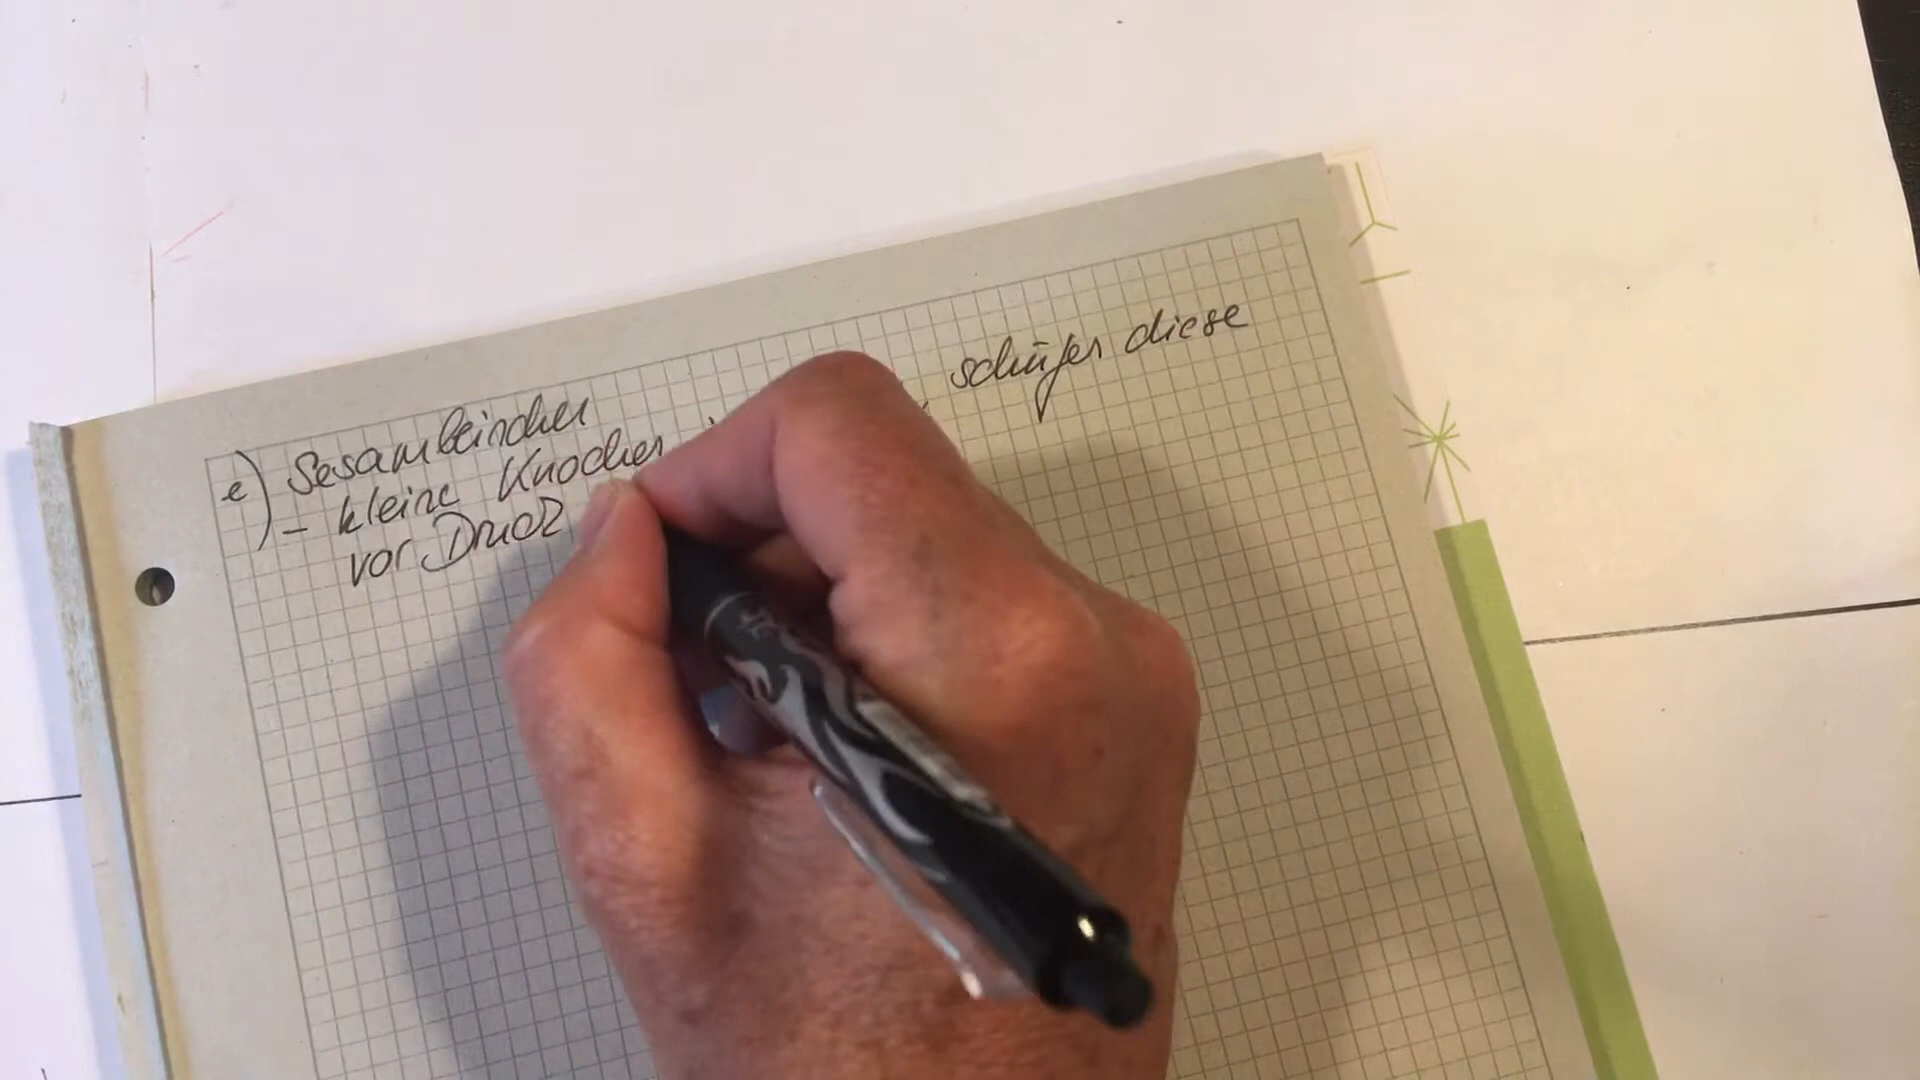 e) Sesambeinchen
- kleine Knochen schützen diese
vor Druck